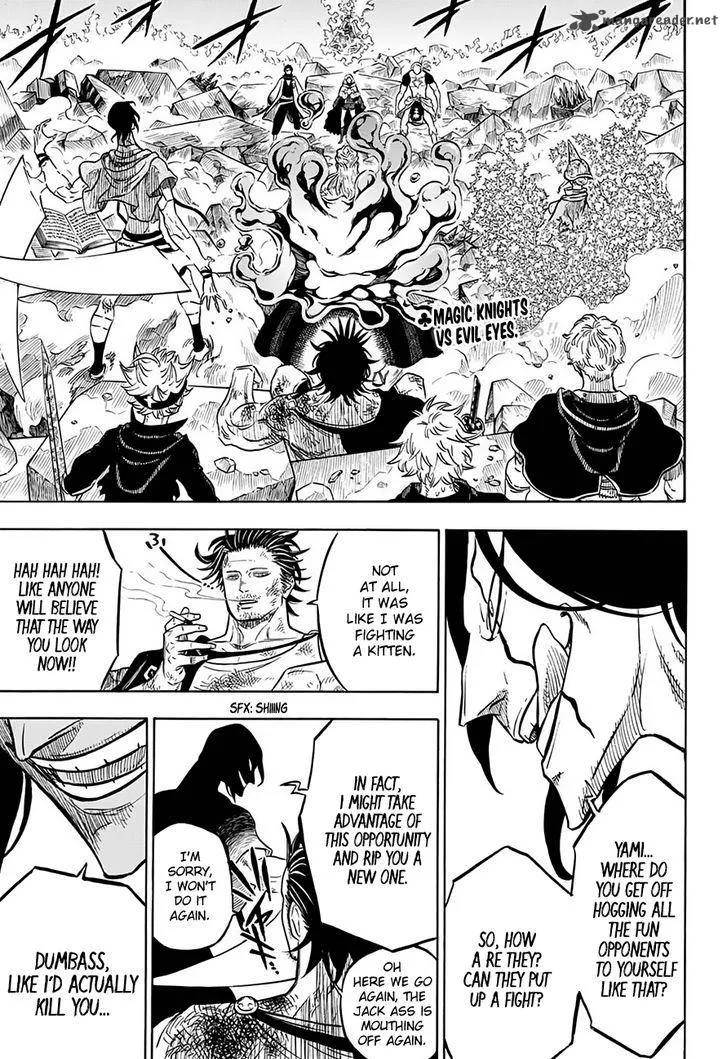 mangareader.net
♣MAGIC KNIGHTS
VS EVIL EYES.
YAMI...
WHERE DO
YOU GET OFF
HOGGING ALL
THE FUN
OPPONENTS
TO YOURSELF
LIKE THAT?
SO, HOW
A RE THEY?
CAN THEY PUT
UP A FIGHT?
NOT
AT ALL,
IT WAS
LIKE I WAS
FIGHTING
A KITTEN.
HAH HAH HAH!
LIKE ANYONE
WILL BELIEVE
THAT THE WAY
YOU LOOK
NOW!!
SFX: SHIIING
IN FACT,
I MIGHT TAKE
ADVANTAGE OF
THIS OPPORTUNITY
AND RIP YOU A
NEW ONE.
I'M
SORRY,
I WON'T
DO IT
AGAIN.
OH
HERE WE GO
AGAIN, THE
JACK ASS IS
MOUTHING
OFF AGAIN.
DUMBASS,
LIKE I'D ACTUALLY
KILL YOU...